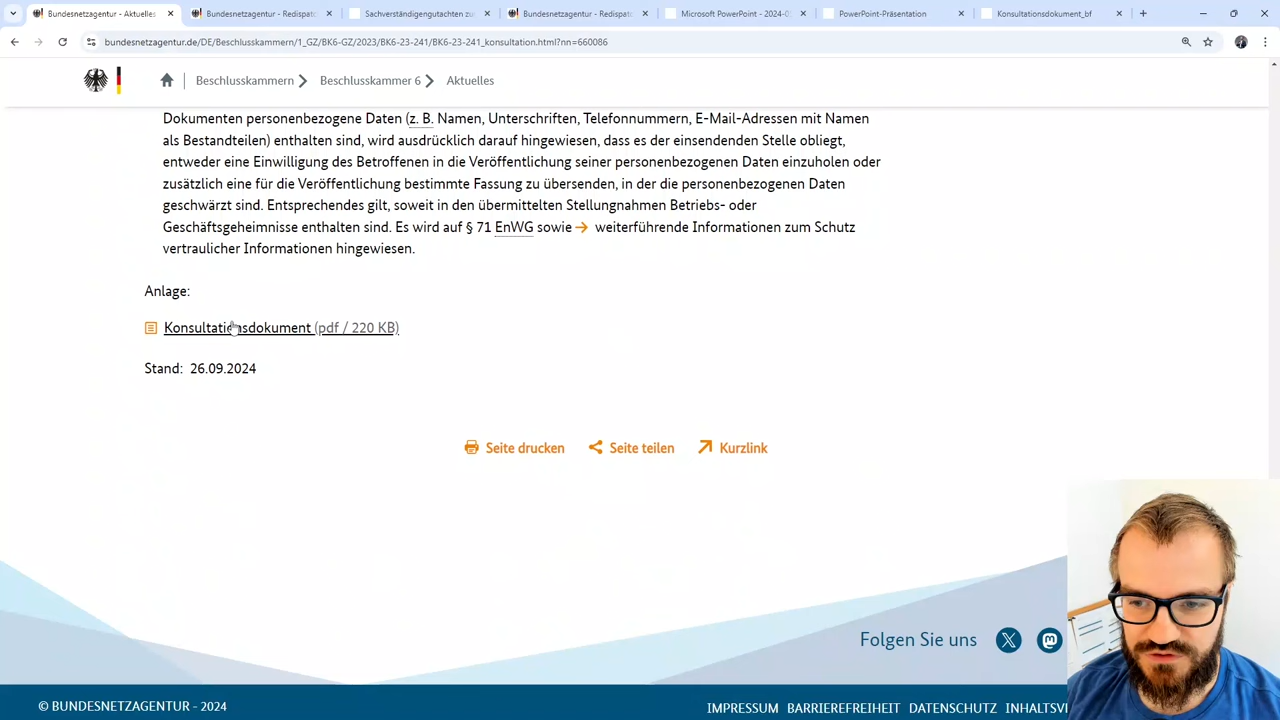 Bundesnetzagentur - Aktuelles
Bundesnetzagentur - Redispatc
Sachverständigengutachten zu
Bundesnetzagentur - Redispatc
Microsoft PowerPoint - 2024-0
PowerPoint-Präsentation
Konsultationsdokument_bf
bundesnetzagentur.de/DE/Beschlusskammern/1_GZ/BK6-GZ/2023/BK6-23-241/BK6-23-241_konsultation.html?nn=660086
Beschlusskammern
Beschlusskammer 6
Aktuelles
Dokumenten personenbezogene Daten (z. B. Namen, Unterschriften, Telefonnummern, E-Mail-Adressen mit Namen
als Bestandteilen) enthalten sind, wird ausdrücklich darauf hingewiesen, dass es der einsendenden Stelle obliegt,
entweder eine Einwilligung des Betroffenen in die Veröffentlichung seiner personenbezogenen Daten einzuholen oder
zusätzlich eine für die Veröffentlichung bestimmte Fassung zu übersenden, in der die personenbezogenen Daten
geschwärzt sind. Entsprechendes gilt, soweit in den übermittelten Stellungnahmen Betriebs- oder
Geschäftsgeheimnisse enthalten sind. Es wird auf § 71 EnWG sowie → weiterführende Informationen zum Schutz
vertraulicher Informationen hingewiesen.
Anlage:
Konsultationsdokument (pdf / 220 KB)
Stand: 26.09.2024
Seite drucken
Seite teilen
Kurzlink
Folgen Sie uns
© BUNDESNETZAGENTUR - 2024
IMPRESSUM BARRIEREFREIHEIT DATENSCHUTZ INHALTSV